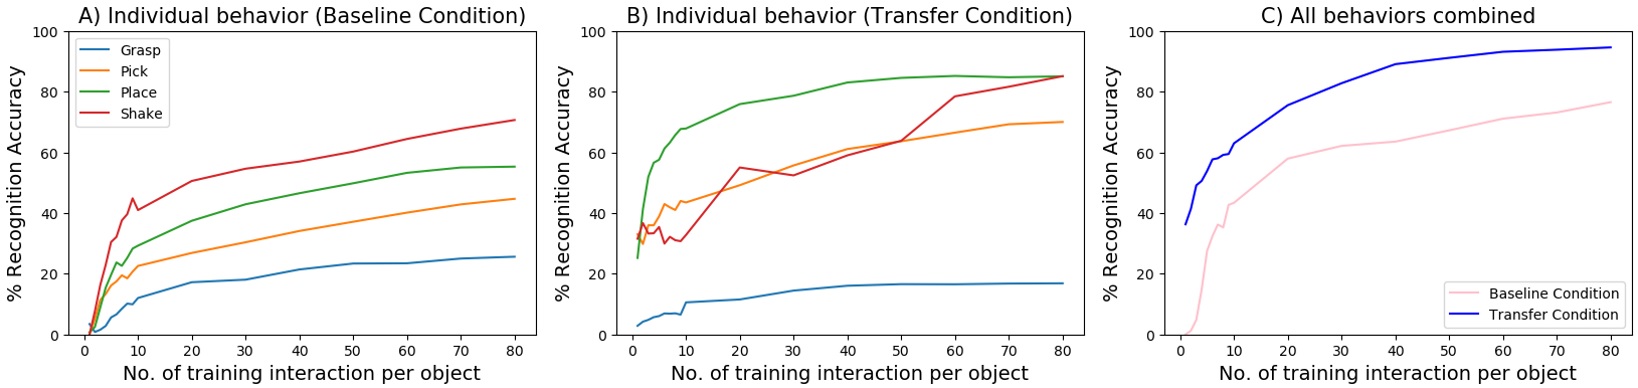 A) Individual behavior (Baseline Condition)
% Recognition Accuracy
100
80
60
40
20
0
Grasp
Pick
Place
Shake
0 10 20 30 40 50 60 70 80
No. of training interaction per object
B) Individual behavior (Transfer Condition)
% Recognition Accuracy
100
80
60
40
20
0
0 10 20 30 40 50 60 70 80
No. of training interaction per object
C) All behaviors combined
% Recognition Accuracy
100
80
60
40
20
0
Baseline Condition
Transfer Condition
0 10 20 30 40 50 60 70 80
No. of training interaction per object